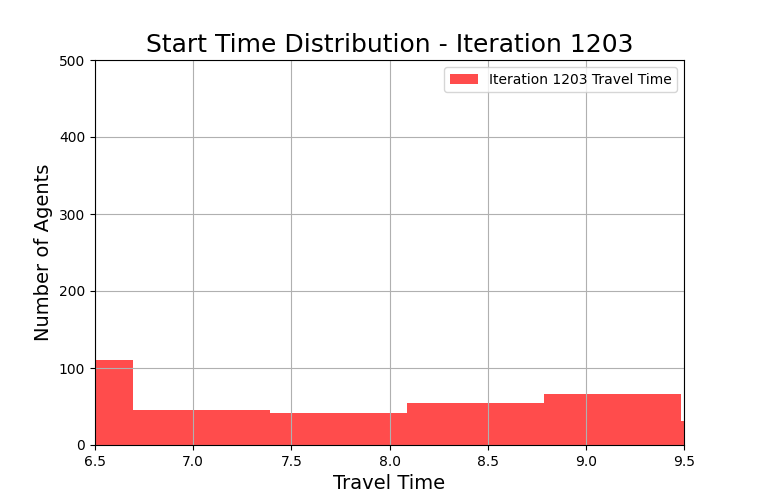 Start Time Distribution - Iteration 1203
Iteration 1203 Travel Time
Number of Agents
500
400
300
200
100
0
6.5 7.0 7.5 8.0 8.5 9.0 9.5
Travel Time